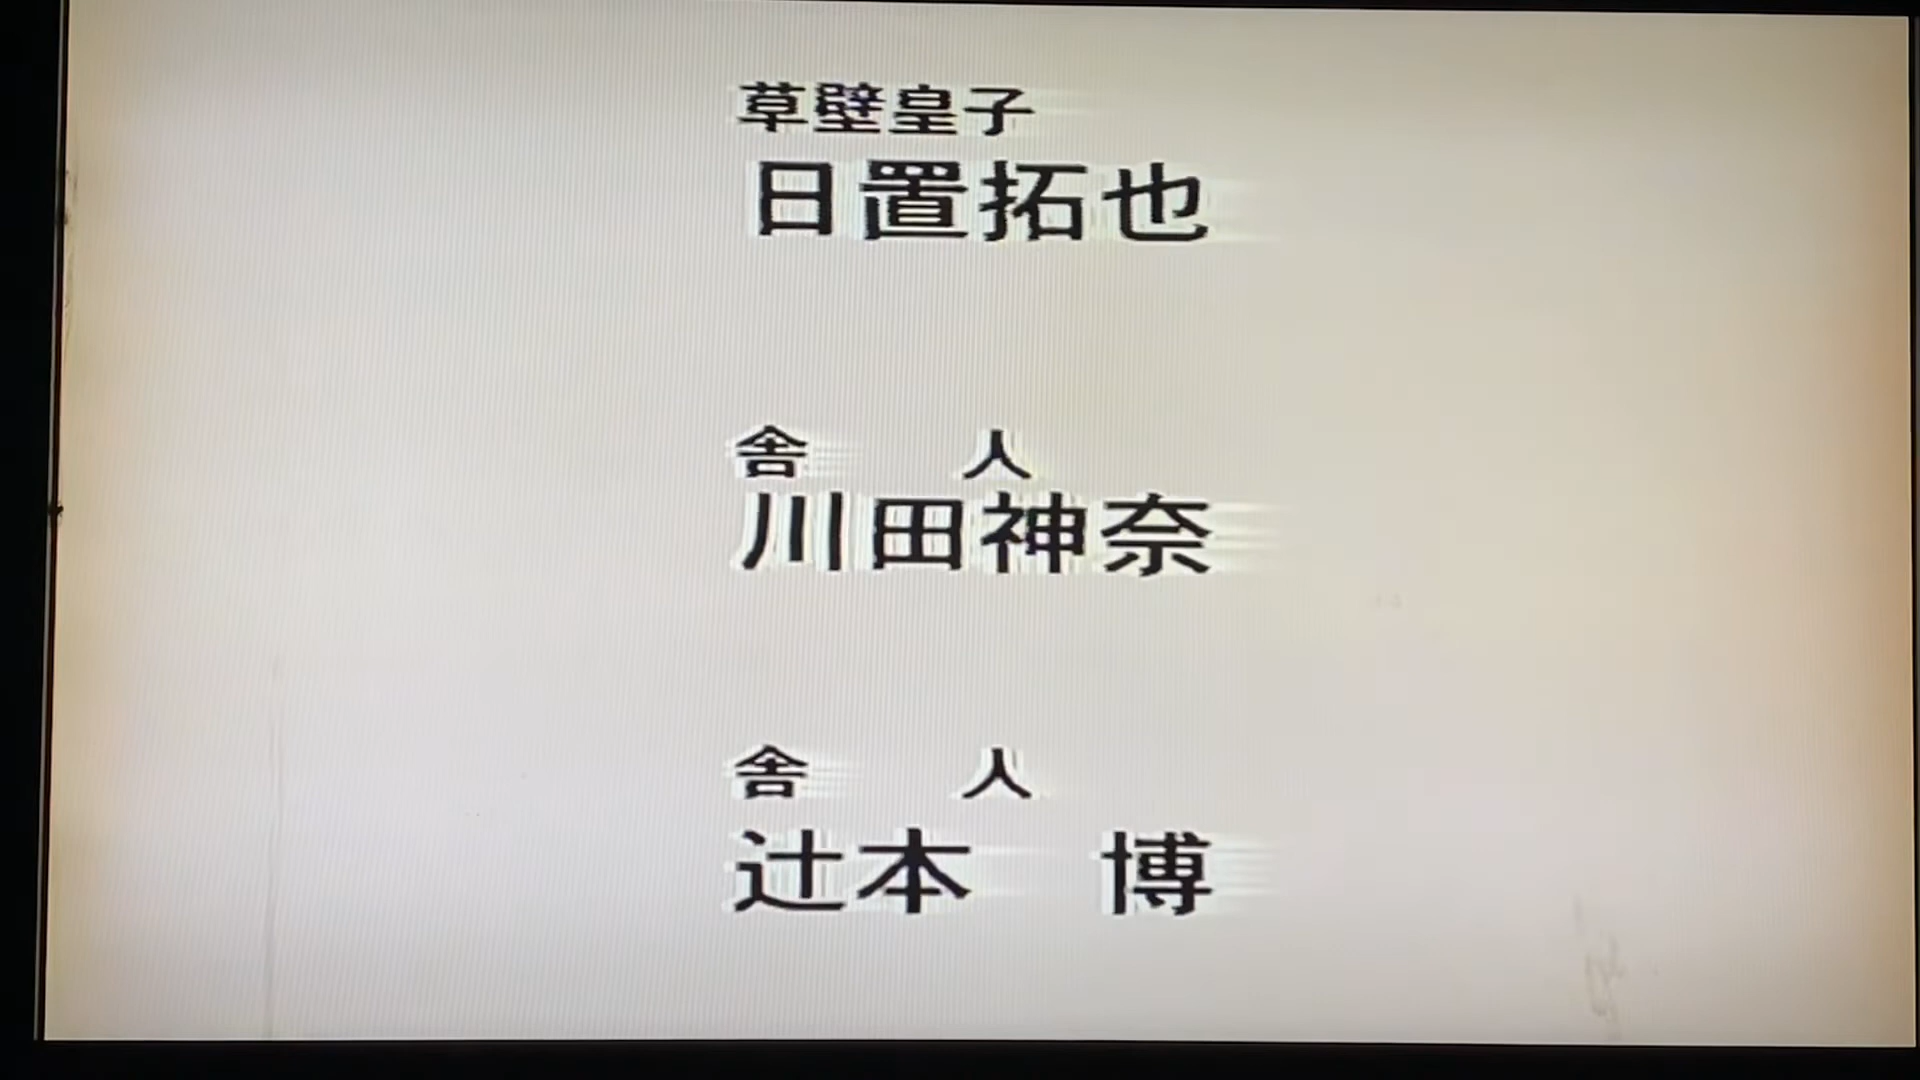 草壁皇子
日置拓也
舎 人
川田神奈
舎 人
辻本 博